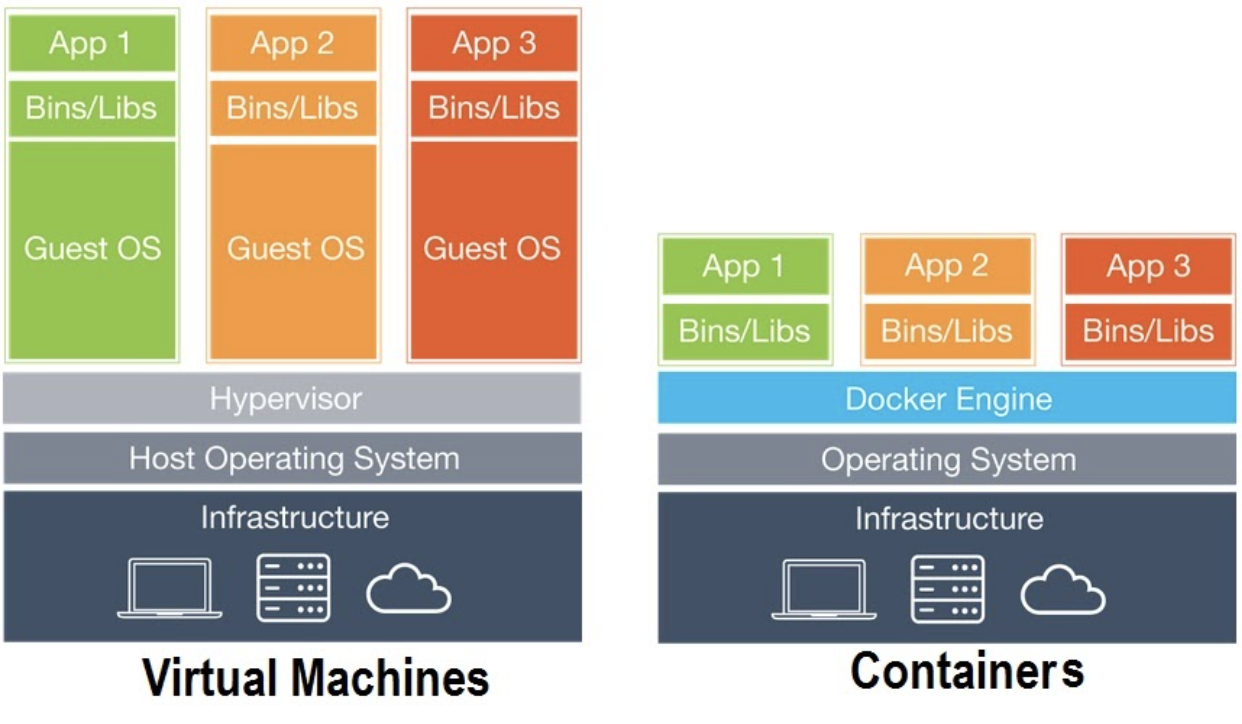 App 1
Bins/Libs
Guest OS
App 2
Bins/Libs
Guest OS
App 3
Bins/Libs
Guest OS
Hypervisor
Host Operating System
Infrastructure
Virtual Machines
App 1
Bins/Libs
App 2
Bins/Libs
App 3
Bins/Libs
Docker Engine
Operating System
Infrastructure
Containers